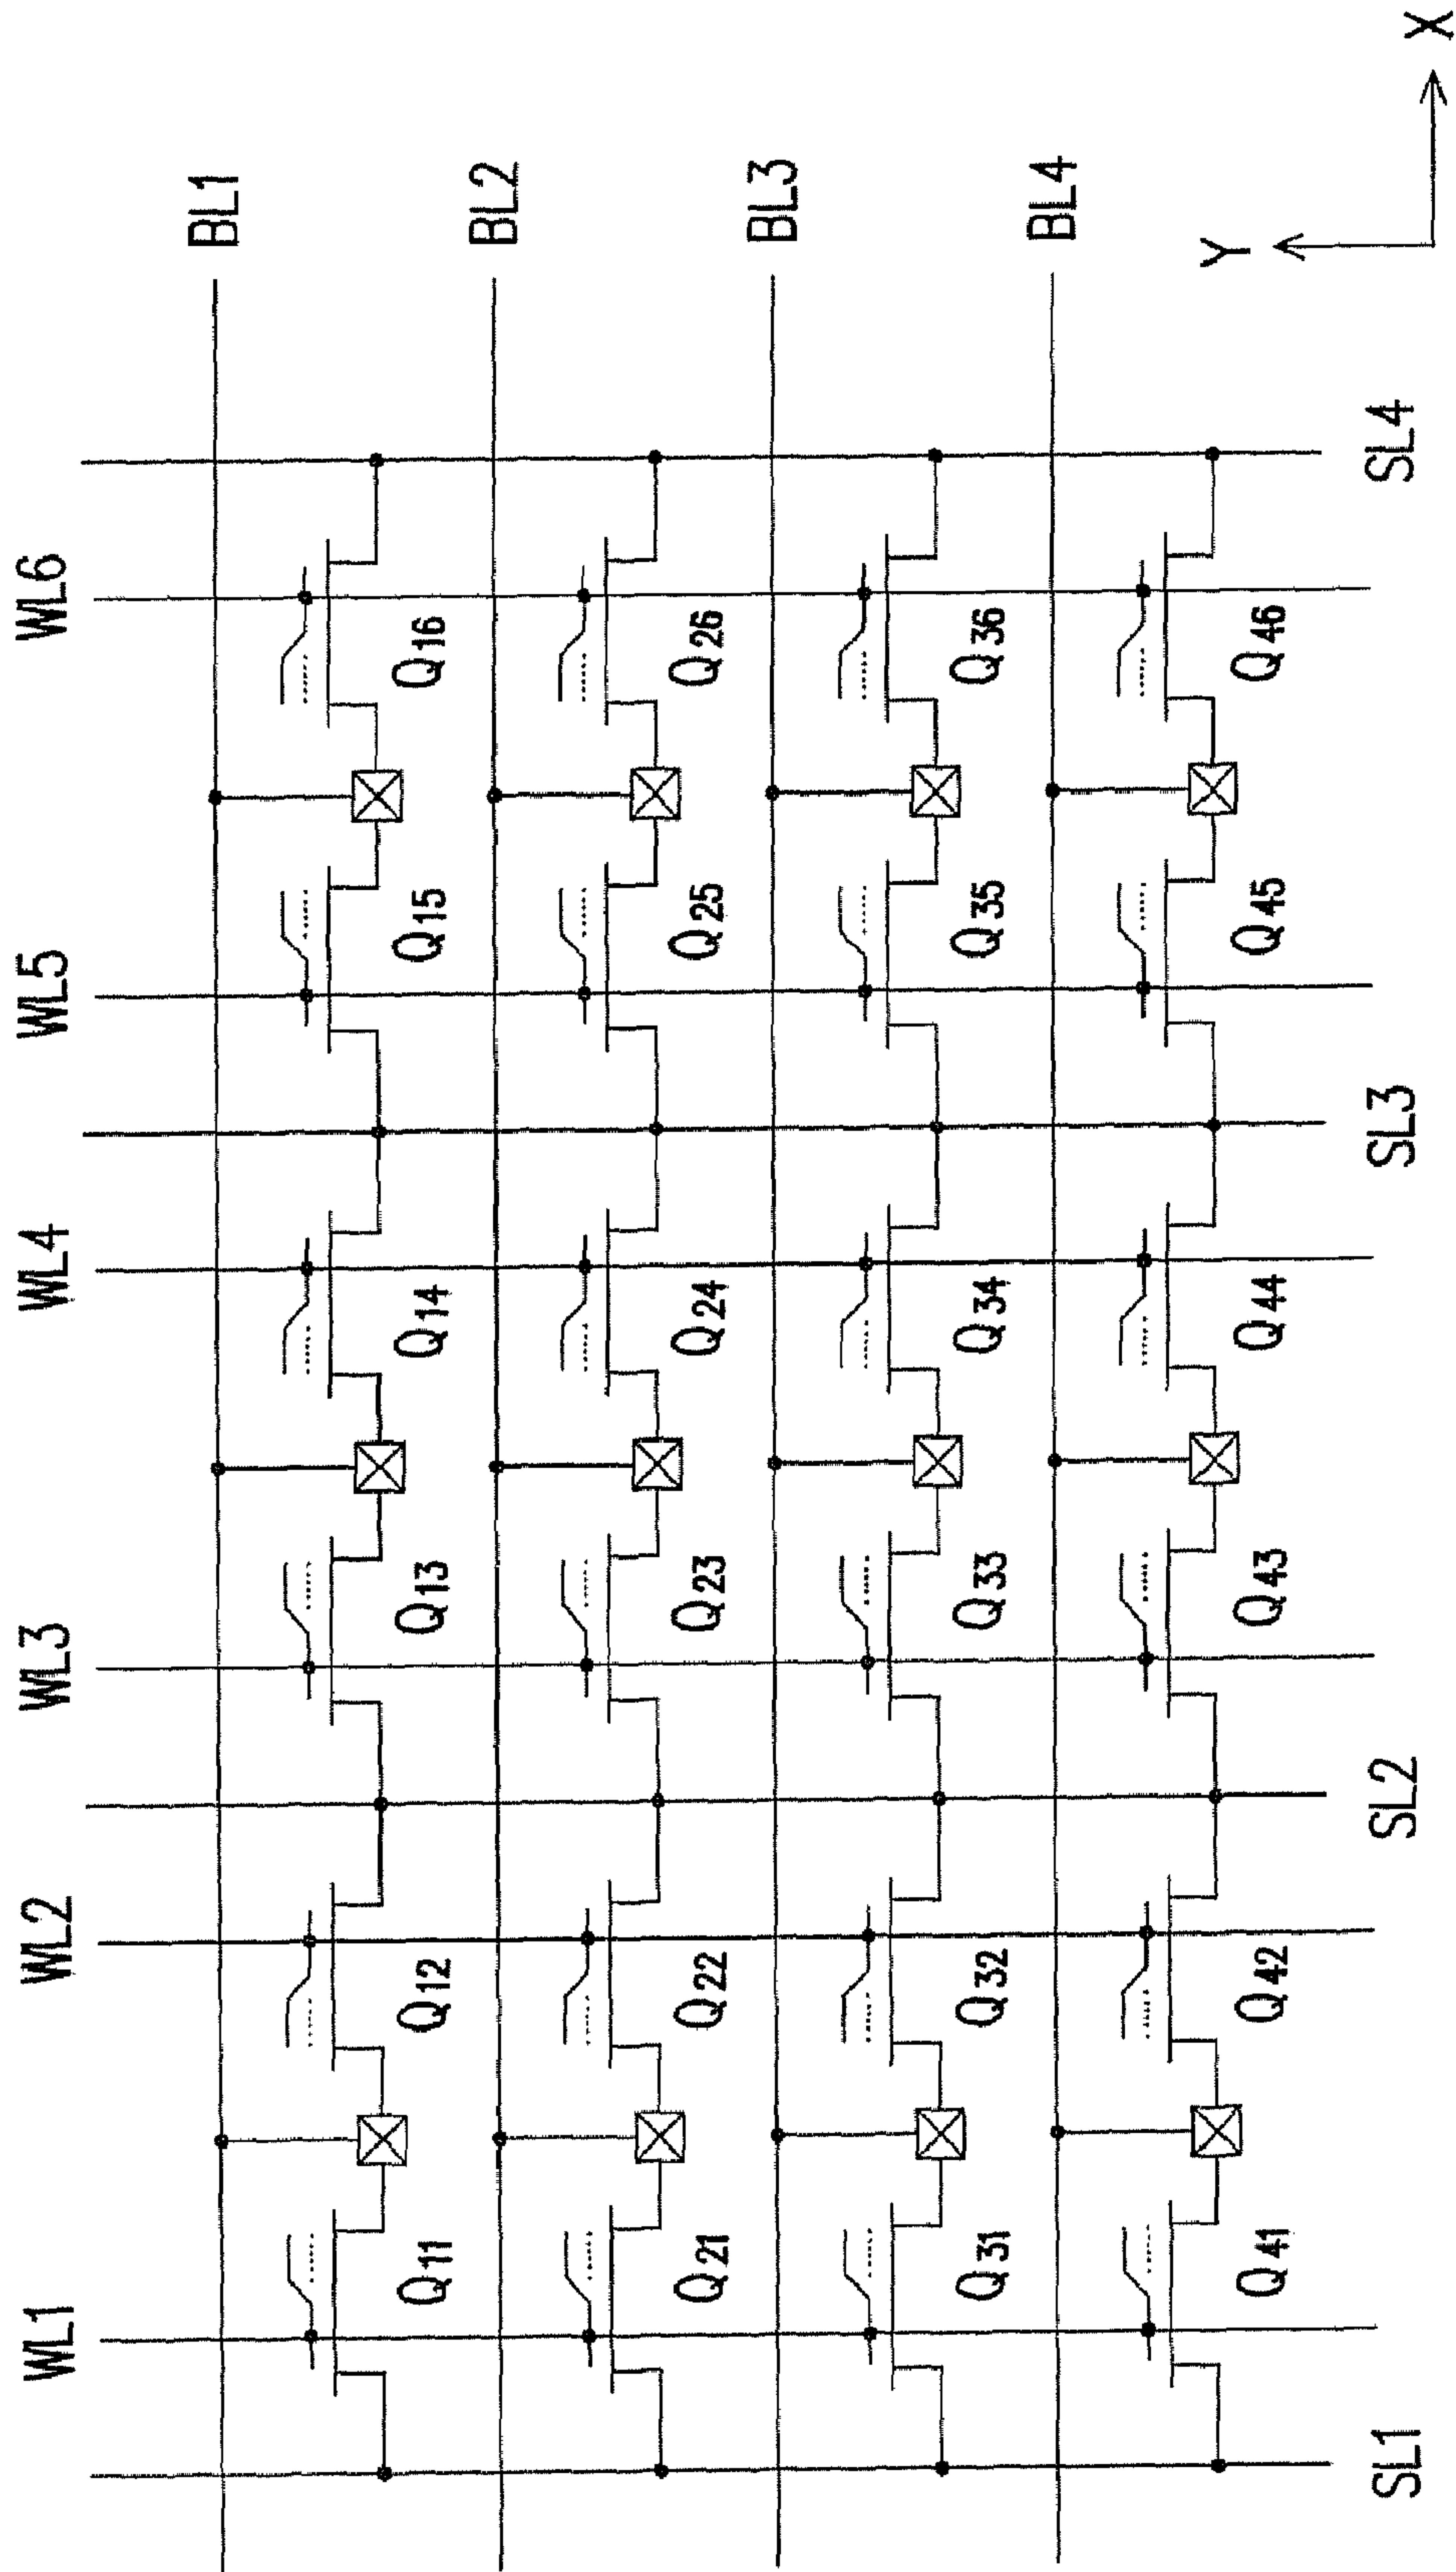 WL1 WL2 WL3 WL4 WL5 WL6
BL1
Q11 Q12 Q13 Q14 Q15 Q16
BL2
Q21 Q22 Q23 Q24 Q25 Q26
BL3
Q31 Q32 Q33 Q34 Q35 Q36
BL4
Q41 Q42 Q43 Q44 Q45 Q46
Y
SL1 SL2 SL3 SL4
X